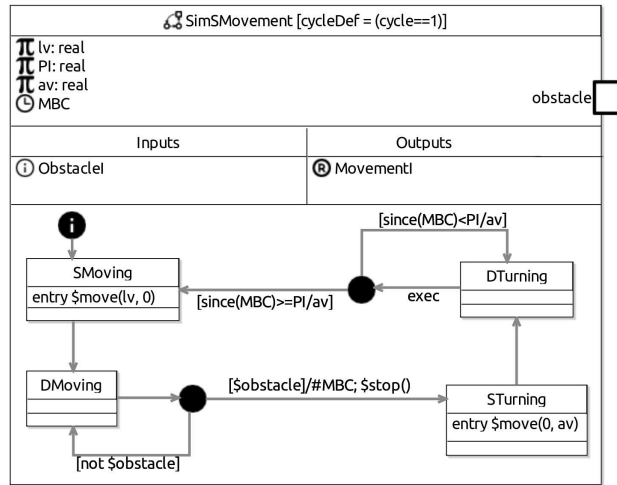 SimSMovement [cycleDef = (cycle==1)]
π lv: real
π PI: real
π av: real
MBC
obstacle
Inputs
Outputs
i ObstacleI
R MovementI
i
[since(MBC)<PI/av]
SMoving
entry $move(lv, 0)
DTurning
exec
[since(MBC)>=PI/av]
DMoving
[$obstacle]/#MBC; $stop()
STurning
entry $move(0, av)
[not $obstacle]